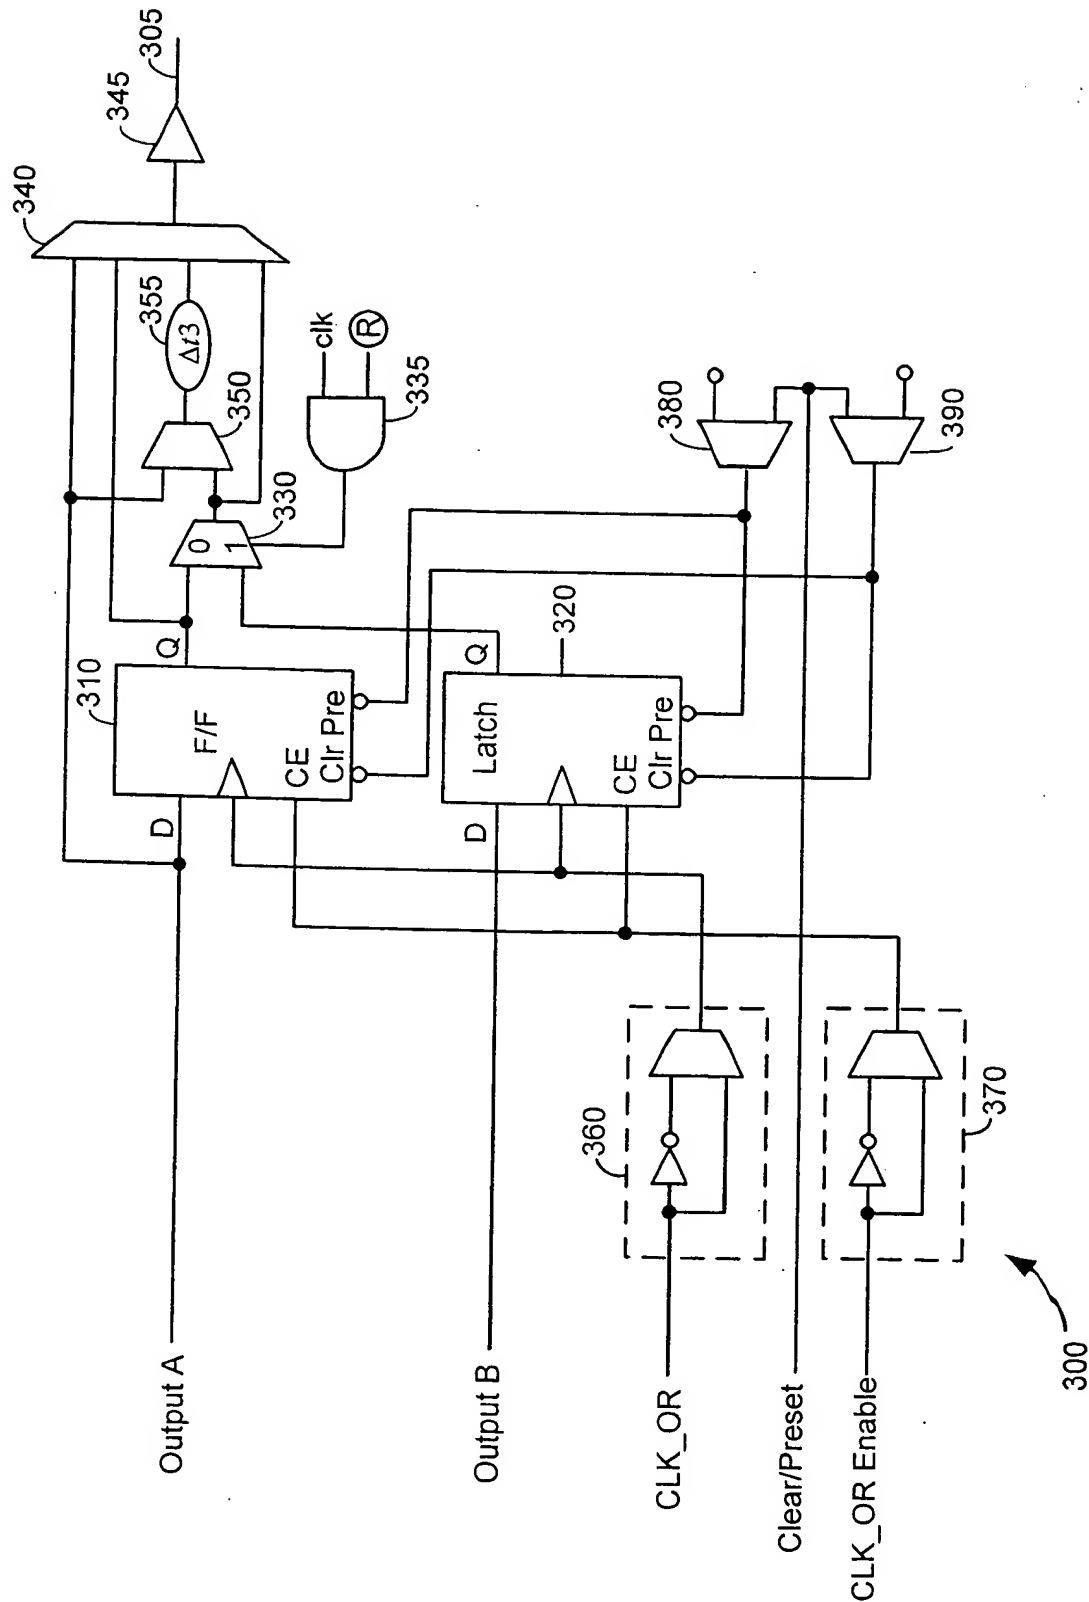 305
345
340
355
Δt3
350
clk
R
335
330
0
1
310
Q
F/F
D
CE
Clr Pre
Q
320
Latch
D
CE
Clr Pre
380
390
360
370
Output A
Output B
CLK_OR
Clear/Preset
CLK_OR Enable
300